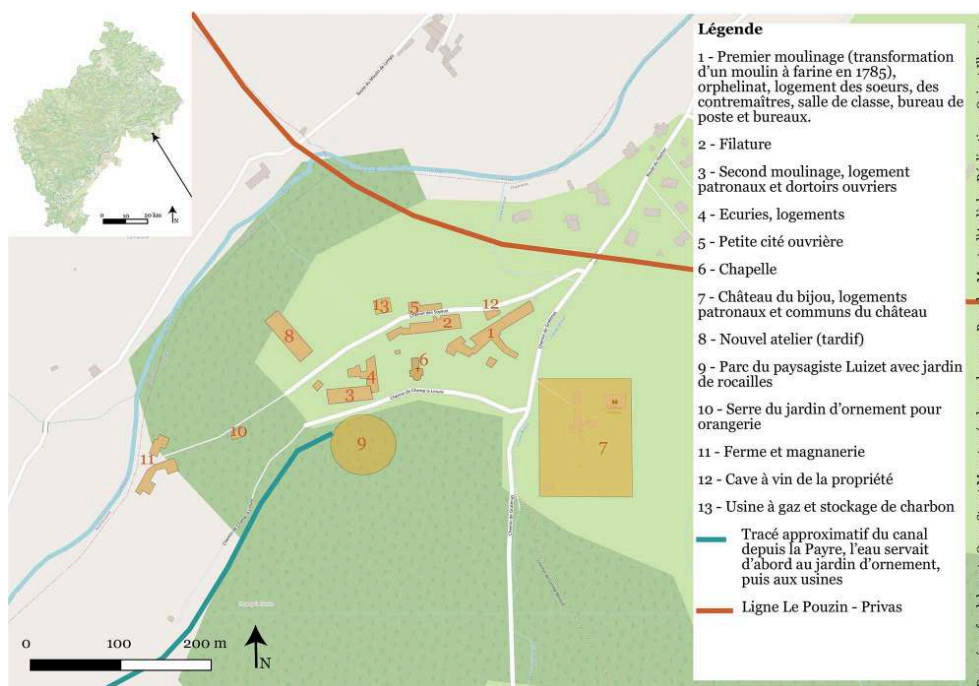 Légende
1 - Premier moulinage (transformation
d'un moulin à farine en 1785),
orphelinat, logement des soeurs, des
contremaîtres, salle de classe, bureau de
poste et bureaux.
2 - Filature
3 - Second moulinage, logement
patronaux et dortoirs ouvriers
4 - Ecuries, logements
5 - Petite cité ouvrière
6 - Chapelle
7 - Château du bijou, logements
patronaux et communs du château
8 - Nouvel atelier (tardif)
9 - Parc du paysagiste Luizet avec jardin
de rocailles
10 - Serre du jardin d'ornement pour
orangerie
11 - Ferme et magnanerie
12 - Cave à vin de la propriété
13 - Usine à gaz et stockage de charbon
Tracé approximatif du canal
depuis la Payre, l'eau servait
d'abord au jardin d'ornement,
puis aux usines
Ligne Le Pouzin - Privas
0 10 20 km
N
13
5
12
8
2
1
6
4
3
10
9
7
11
0 100 200 m
N